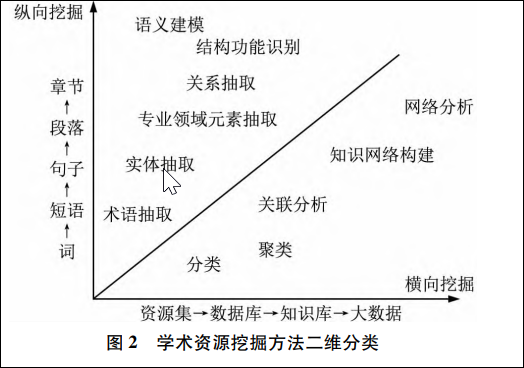 纵向挖掘
语义建模
结构功能识别
关系抽取
章节
专业领域元素抽取
网络分析
段落
知识网络构建
实体抽取
句子
关联分析
短语
术语抽取
聚类
词
分类
横向挖掘
资源集→数据库→知识库→大数据
图 2 学术资源挖掘方法二维分类